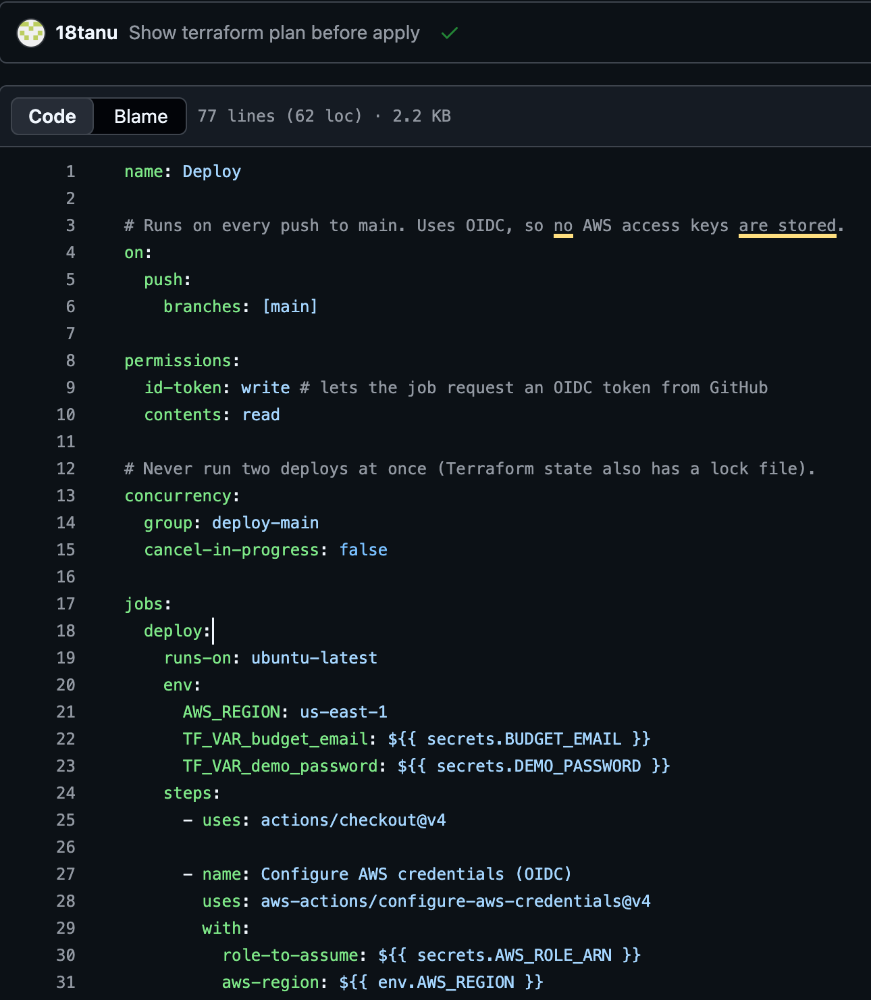 18tanu Show terraform plan before apply
Code Blame 77 lines (62 loc) · 2.2 KB
1 name: Deploy
2
3 # Runs on every push to main. Uses OIDC, so no AWS access keys are stored.
4 on:
5   push:
6     branches: [main]
7
8 permissions:
9   id-token: write # lets the job request an OIDC token from GitHub
10   contents: read
11
12 # Never run two deploys at once (Terraform state also has a lock file).
13 concurrency:
14   group: deploy-main
15   cancel-in-progress: false
16
17 jobs:
18   deploy:
19     runs-on: ubuntu-latest
20     env:
21       AWS_REGION: us-east-1
22       TF_VAR_budget_email: ${{ secrets.BUDGET_EMAIL }}
23       TF_VAR_demo_password: ${{ secrets.DEMO_PASSWORD }}
24     steps:
25       - uses: actions/checkout@v4
26
27       - name: Configure AWS credentials (OIDC)
28         uses: aws-actions/configure-aws-credentials@v4
29         with:
30           role-to-assume: ${{ secrets.AWS_ROLE_ARN }}
31           aws-region: ${{ env.AWS_REGION }}